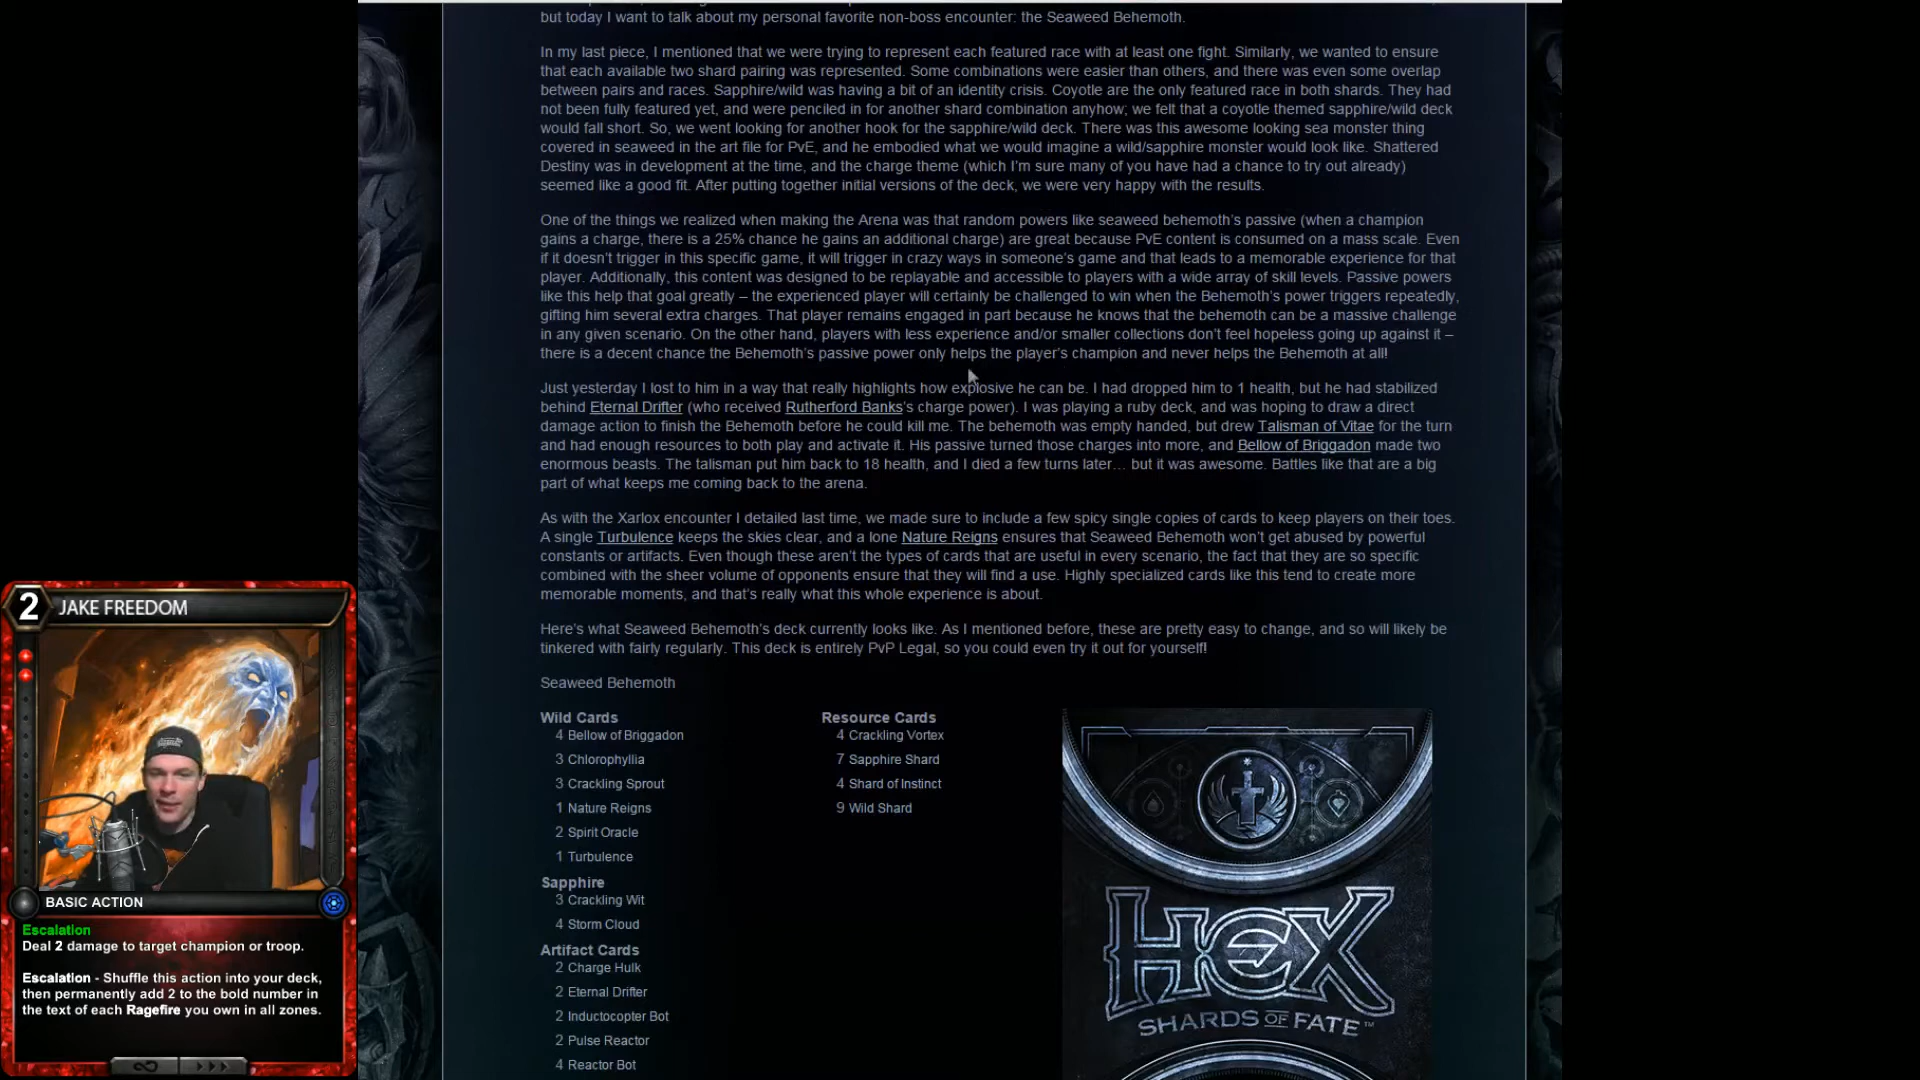 but today I want to talk about my personal favorite non-boss encounter: the Seaweed Behemoth.
In my last piece, I mentioned that we were trying to represent each featured race with at least one fight. Similarly, we wanted to ensure
that each available two shard pairing was represented. Some combinations were easier than others, and there was even some overlap
between pairs and races. Sapphire/wild was having a bit of an identity crisis. Coyotle are the only featured race in both shards. They had
not been fully featured yet, and were penciled in for another shard combination anyhow; we felt that a coyotle themed sapphire/wild deck
would fall short. So, we went looking for another hook for the sapphire/wild deck. There was this awesome looking sea monster thing
covered in seaweed in the art file for PvE, and he embodied what we would imagine a wild/sapphire monster would look like. Shattered
Destiny was in development at the time, and the charge theme (which I'm sure many of you have had a chance to try out already)
seemed like a good fit. After putting together initial versions of the deck, we were very happy with the results.
One of the things we realized when making the Arena was that random powers like seaweed behemoth's passive (when a champion
gains a charge, there is a 25% chance he gains an additional charge) are great because PvE content is consumed on a mass scale. Even
if it doesn't trigger in this specific game, it will trigger in crazy ways in someone's game and that leads to a memorable experience for that
player. Additionally, this content was designed to be replayable and accessible to players with a wide array of skill levels. Passive powers
like this help that goal greatly – the experienced player will certainly be challenged to win when the Behemoth's power triggers repeatedly,
gifting him several extra charges. That player remains engaged in part because he knows that the behemoth can be a massive challenge
in any given scenario. On the other hand, players with less experience and/or smaller collections don't feel hopeless going up against it –
there is a decent chance the Behemoth's passive power only helps the player's champion and never helps the Behemoth at all!
Just yesterday I lost to him in a way that really highlights how explosive he can be. I had dropped him to 1 health, but he had stabilized
behind Eternal Drifter (who received Rutherford Banks's charge power). I was playing a ruby deck, and was hoping to draw a direct
damage action to finish the Behemoth before he could kill me. The behemoth was empty handed, but drew Talisman of Vitae for the turn
and had enough resources to both play and activate it. His passive turned those charges into more, and Bellow of Briggadon made two
enormous beasts. The talisman put him back to 18 health, and I died a few turns later… but it was awesome. Battles like that are a big
part of what keeps me coming back to the arena.
As with the Xarlox encounter I detailed last time, we made sure to include a few spicy single copies of cards to keep players on their toes.
A single Turbulence keeps the skies clear, and a lone Nature Reigns ensures that Seaweed Behemoth won't get abused by powerful
constants or artifacts. Even though these aren't the types of cards that are useful in every scenario, the fact that they are so specific
combined with the sheer volume of opponents ensure that they will find a use. Highly specialized cards like this tend to create more
memorable moments, and that's really what this whole experience is about.
Here's what Seaweed Behemoth's deck currently looks like. As I mentioned before, these are pretty easy to change, and so will likely be
tinkered with fairly regularly. This deck is entirely PvP Legal, so you could even try it out for yourself!
Seaweed Behemoth
Wild Cards
4 Bellow of Briggadon
3 Chlorophyllia
3 Crackling Sprout
1 Nature Reigns
2 Spirit Oracle
1 Turbulence
Sapphire
3 Crackling Wit
4 Storm Cloud
Artifact Cards
2 Charge Hulk
2 Eternal Drifter
2 Inductocopter Bot
2 Pulse Reactor
4 Reactor Bot
Resource Cards
4 Crackling Vortex
7 Sapphire Shard
4 Shard of Instinct
9 Wild Shard
HEX
SHARDS OF FATE™
2 JAKE FREEDOM
BASIC ACTION
Escalation
Deal 2 damage to target champion or troop.
Escalation - Shuffle this action into your deck,
then permanently add 2 to the bold number in
the text of each Ragefire you own in all zones.